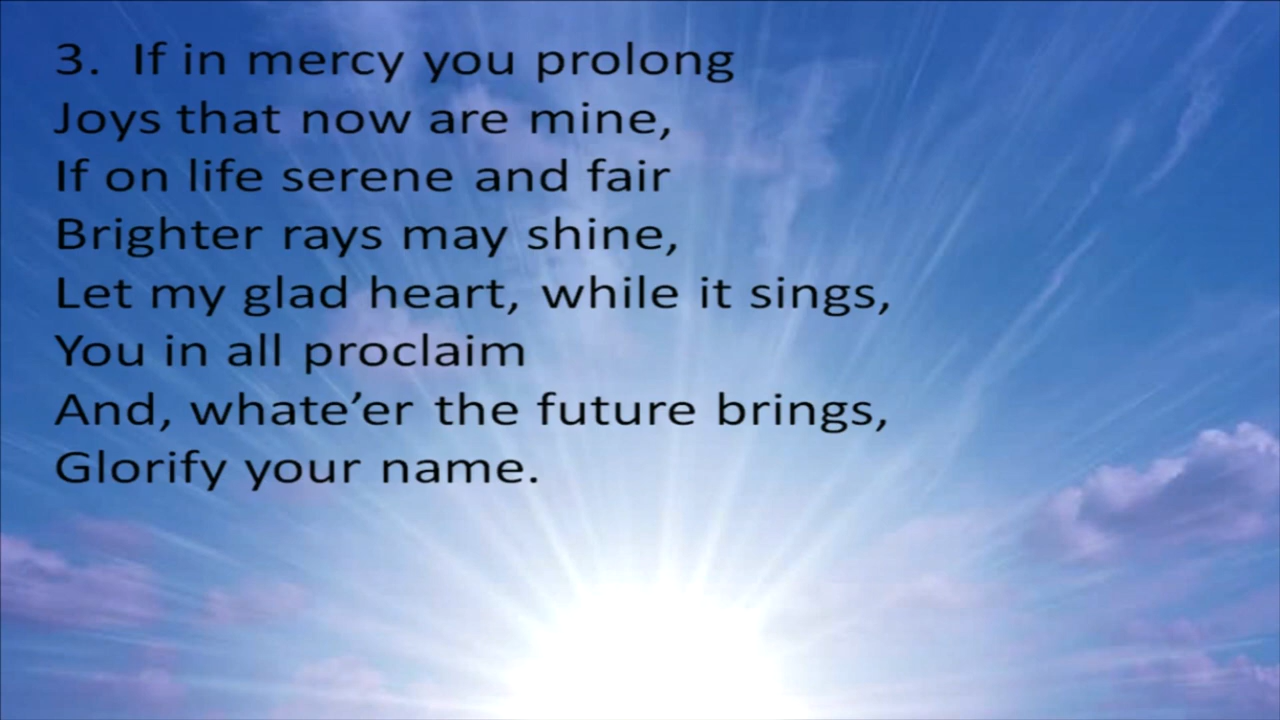 3. If in mercy you prolong
Joys that now are mine,
If on life serene and fair
Brighter rays may shine,
Let my glad heart, while it sings,
You in all proclaim
And, whate’er the future brings,
Glorify your name.